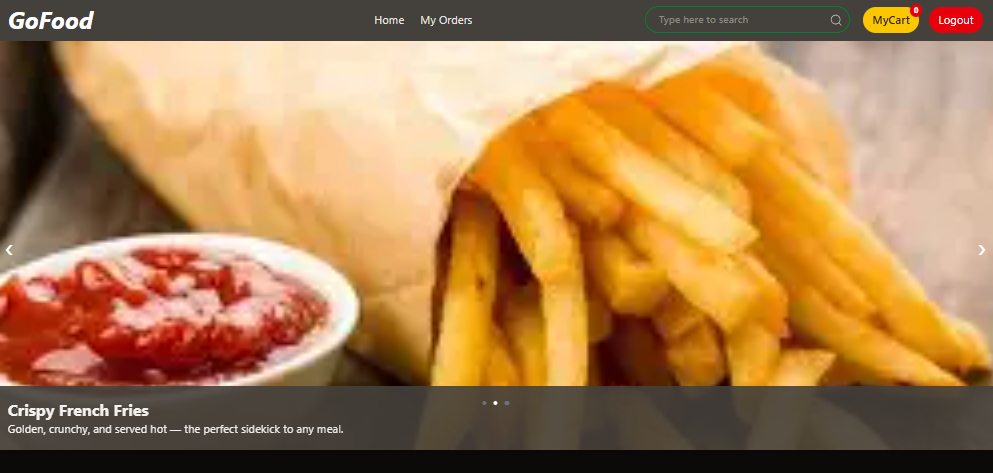 GoFood
Home
My Orders
Type here to search
MyCart
0
Logout
Crispy French Fries
Golden, crunchy, and served hot — the perfect sidekick to any meal.